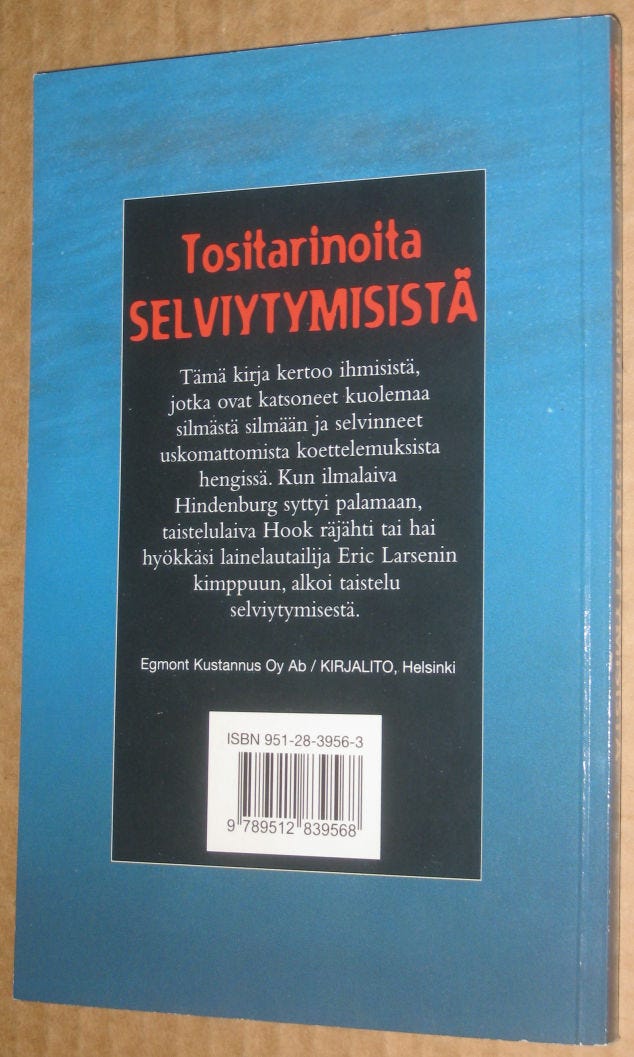 Tositarinoita
SELVIYTYMISISTÄ
Tämä kirja kertoo ihmisistä,
jotka ovat katsoneet kuolemaa
silmästä silmään ja selvinneet
uskomattomista koettelemuksista
hengissä. Kun ilmalaiva
Hindenburg syttyi palamaan,
taistelulaiva Hook räjähti tai hai
hyökkäsi lainelautailija Eric Larsenin
kimppuun, alkoi taistelu
selviytymisestä.
Egmont Kustannus Oy Ab / KIRJALITO, Helsinki
ISBN 951-28-3956-3
9 789512 839568